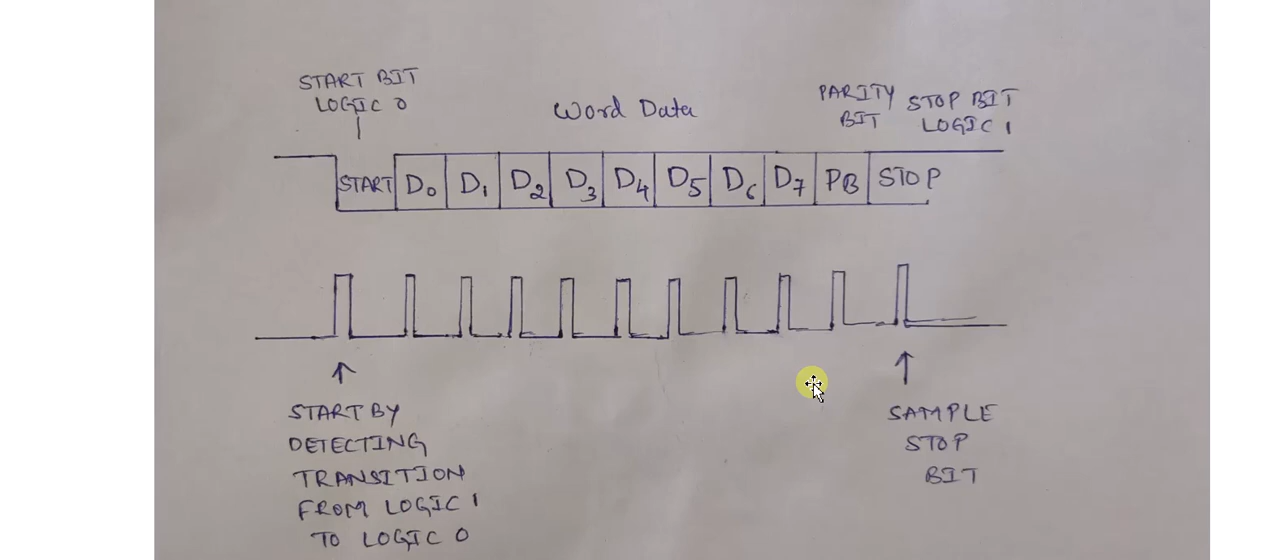 START BIT
LOGIC 0
Word Data
PARITY
BIT
STOP BIT
LOGIC 1
START D0 D1 D2 D3 D4 D5 D6 D7 PB STOP
START BY
DETECTING
TRANSITION
FROM LOGIC 1
TO LOGIC 0
SAMPLE
STOP
BIT